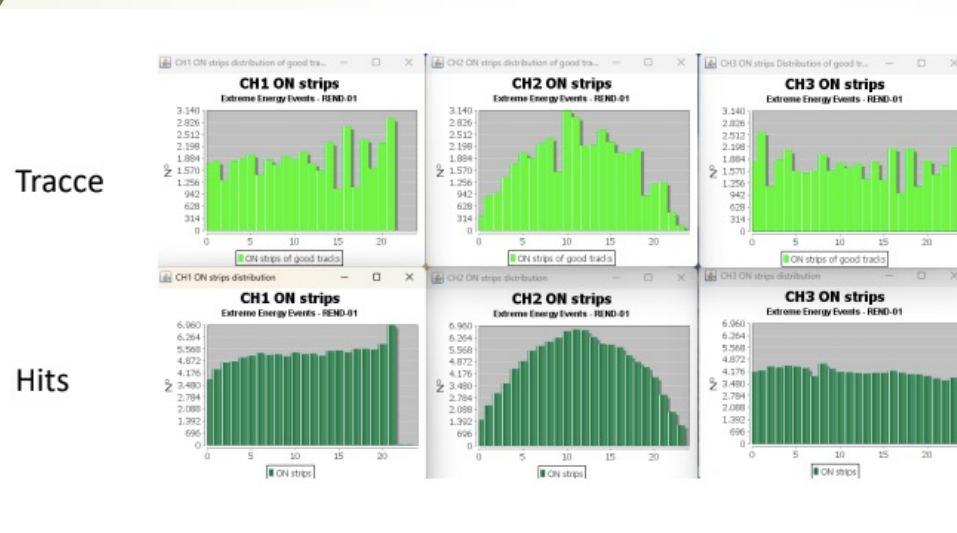 Tracce
CH1 ON strips distribution of good tra...
CH1 ON strips
Extreme Energy Events - REND-01
3.140
2.826
2.512
2.198
1.884
1.570
1.256
942
628
314
0
N°
0 5 10 15 20
ON strips of good tracks
CH2 ON strips distribution of good tra...
CH2 ON strips
Extreme Energy Events - REND-01
3.140
2.826
2.512
2.198
1.884
1.570
1.256
942
628
314
0
N°
0 5 10 15 20
ON strips of good tracks
CH3 ON strips Distribution of good tr...
CH3 ON strips
Extreme Energy Events - REND-01
3.140
2.826
2.512
2.198
1.884
1.570
1.256
942
628
314
0
N°
0 5 10 15 20
ON strips of good tracks
Hits
CH1 ON strips distribution
CH1 ON strips
Extreme Energy Events - REND-01
6.960
6.264
5.568
4.872
4.176
3.480
2.784
2.088
1.392
696
0
N°
0 5 10 15 20
ON strips
CH2 ON strips distribution
CH2 ON strips
Extreme Energy Events - REND-01
6.960
6.264
5.568
4.872
4.176
3.480
2.784
2.088
1.392
696
0
N°
0 5 10 15 20
ON strips
CH3 ON strips distribution
CH3 ON strips
Extreme Energy Events - REND-01
6.960
6.264
5.568
4.872
4.176
3.480
2.784
2.088
1.392
696
0
N°
0 5 10 15 20
ON strips